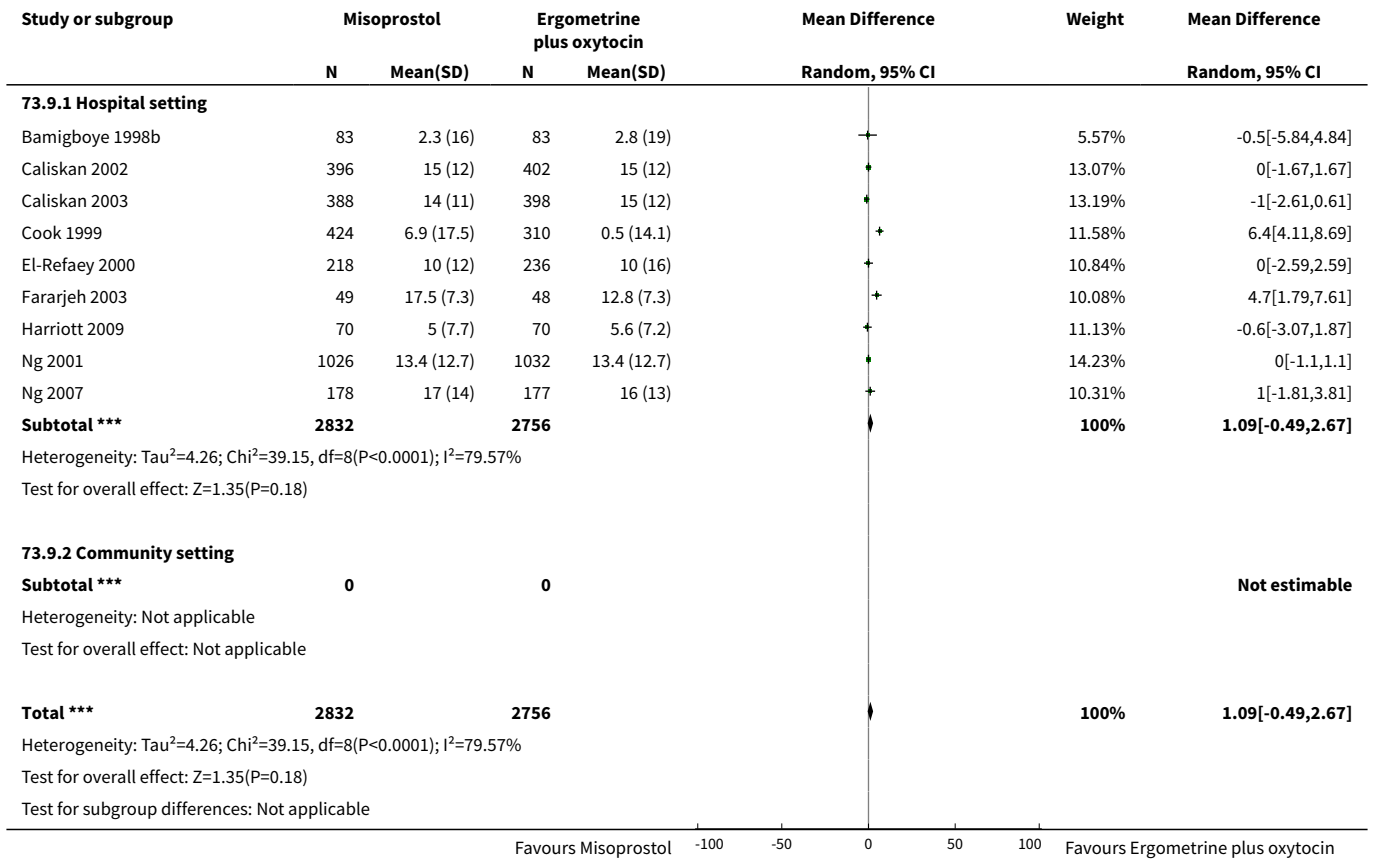 Study or subgroup Misoprostol Ergometrine plus oxytocin Mean Difference Weight Mean Difference
N Mean(SD) N Mean(SD) Random, 95% CI Random, 95% CI
73.9.1 Hospital setting
Bamigboye 1998b 83 2.3 (16) 83 2.8 (19) 5.57% -0.5[-5.84,4.84]
Caliskan 2002 396 15 (12) 402 15 (12) 13.07% 0[-1.67,1.67]
Caliskan 2003 388 14 (11) 398 15 (12) 13.19% -1[-2.61,0.61]
Cook 1999 424 6.9 (17.5) 310 0.5 (14.1) 11.58% 6.4[4.11,8.69]
El-Refaey 2000 218 10 (12) 236 10 (16) 10.84% 0[-2.59,2.59]
Fararjeh 2003 49 17.5 (7.3) 48 12.8 (7.3) 10.08% 4.7[1.79,7.61]
Harriott 2009 70 5 (7.7) 70 5.6 (7.2) 11.13% -0.6[-3.07,1.87]
Ng 2001 1026 13.4 (12.7) 1032 13.4 (12.7) 14.23% 0[-1.1,1.1]
Ng 2007 178 17 (14) 177 16 (13) 10.31% 1[-1.81,3.81]
Subtotal *** 2832 2756 100% 1.09[-0.49,2.67]
Heterogeneity: Tau²=4.26; Chi²=39.15, df=8(P<0.0001); I²=79.57%
Test for overall effect: Z=1.35(P=0.18)
73.9.2 Community setting
Subtotal *** 0 0 Not estimable
Heterogeneity: Not applicable
Test for overall effect: Not applicable
Total *** 2832 2756 100% 1.09[-0.49,2.67]
Heterogeneity: Tau²=4.26; Chi²=39.15, df=8(P<0.0001); I²=79.57%
Test for overall effect: Z=1.35(P=0.18)
Test for subgroup differences: Not applicable
Favours Misoprostol -100 -50 0 50 100 Favours Ergometrine plus oxytocin